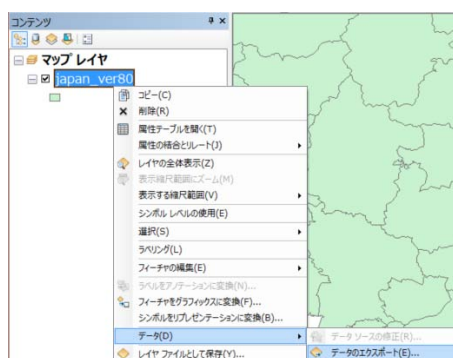 コンテンツ
マップ レイヤ
japan_ver80
コピー(C)
削除(R)
属性テーブルを開く(T)
属性の結合とリレート(J)
レイヤの全体表示(Z)
表示縮尺範囲にズーム(M)
表示する縮尺範囲(V)
シンボル レベルの使用(E)
選択(S)
ラベリング(L)
フィーチャの編集(E)
ラベルをアノテーションに変換(N)...
フィーチャをグラフィックスに変換(F)...
シンボルをリプレゼンテーションに変換(B)...
データ(D)
データ ソースの修正(R)...
レイヤ ファイルとして保存(Y)...
データのエクスポート(E)...